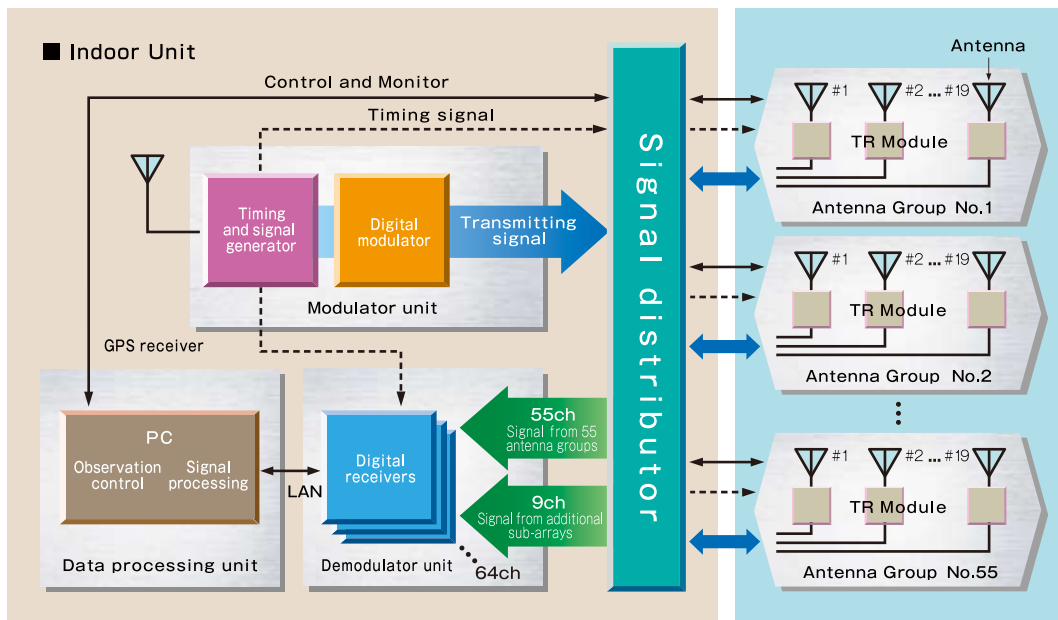 ■ Indoor Unit
Control and Monitor
Timing signal
Timing
and signal
generator
Digital
modulator
Transmitting
signal
Modulator unit
GPS receiver
PC
Observation
control
Signal
processing
Data processing unit
LAN
Digital
receivers
Demodulator unit
64ch
55ch
Signal from 55
antenna groups
9ch
Signal from additional
sub-arrays
Signal distributor
Antenna
#1 #2 ... #19
TR Module
Antenna Group No.1
#1 #2 ... #19
TR Module
Antenna Group No.2
#1 #2 ... #19
TR Module
Antenna Group No.55